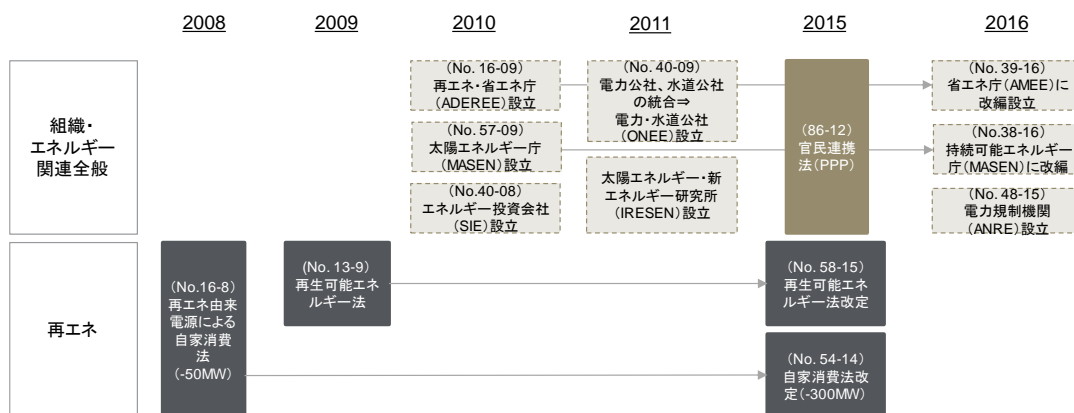 2008
2009
2010
2011
2015
2016
組織・
エネルギー
関連全般
(No. 16-09)
再エネ・省エネ庁
(ADEREE)設立
(No. 57-09)
太陽エネルギー庁
(MASEN)設立
(No.40-08)
エネルギー投資会社
(SIE)設立
(No. 40-09)
電力公社、水道公社
の統合⇒
電力・水道公社
(ONEE)設立
太陽エネルギー・新
エネルギー研究所
(IRESEN)設立
(86-12)
官民連携
法(PPP)
(No. 39-16)
省エネ庁(AMEE)に
改編設立
(No.38-16)
持続可能エネルギー
庁(MASEN)に改編
(No. 48-15)
電力規制機関
(ANRE)設立
再エネ
(No.16-8)
再エネ由来
電源による
自家消費
法
(-50MW)
(No. 13-9)
再生可能エネ
ルギー法
(No. 58-15)
再生可能エネ
ルギー法改定
(No. 54-14)
自家消費法改
定(-300MW)